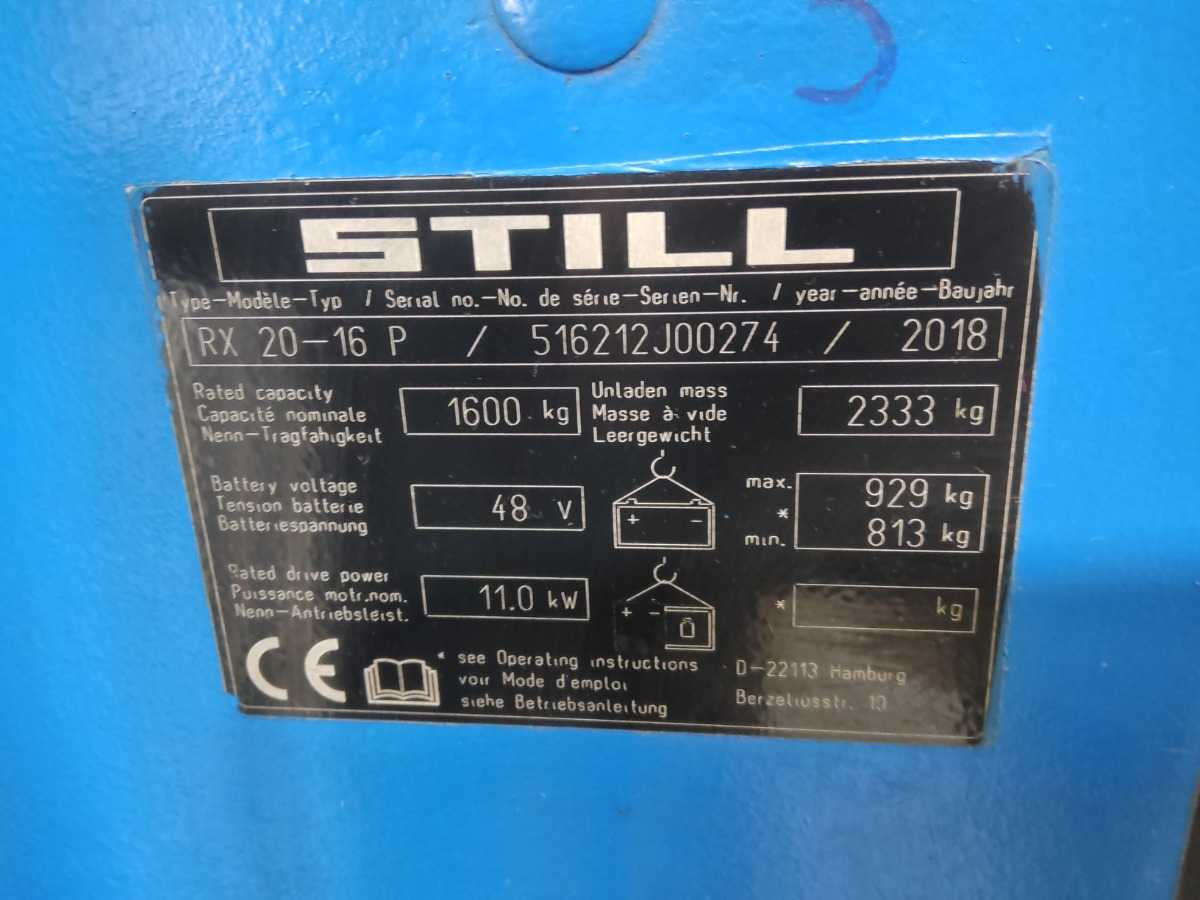 STILL
Type-Modèle-Typ / Serial no.-No. de série-Serien-Nr. / year-année-Baujahr
RX 20-16 P / 516212J00274 / 2018
Rated capacity
Capacité nominale
Nenn-Tragfähigkeit
1600 kg
Unladen mass
Masse à vide
Leergewicht
2333 kg
Battery voltage
Tension batterie
Batteriespannung
48 V
+ -
max. 929 kg
*
min. 813 kg
Rated drive power
Puissance motr.nom.
Nenn-Antriebsleist.
11.0 kW
+ -
* kg
CE
* see Operating instructions
voir Mode d'emploi
siehe Betriebsanleitung
D-22113 Hamburg
Berzeliusstr. 10